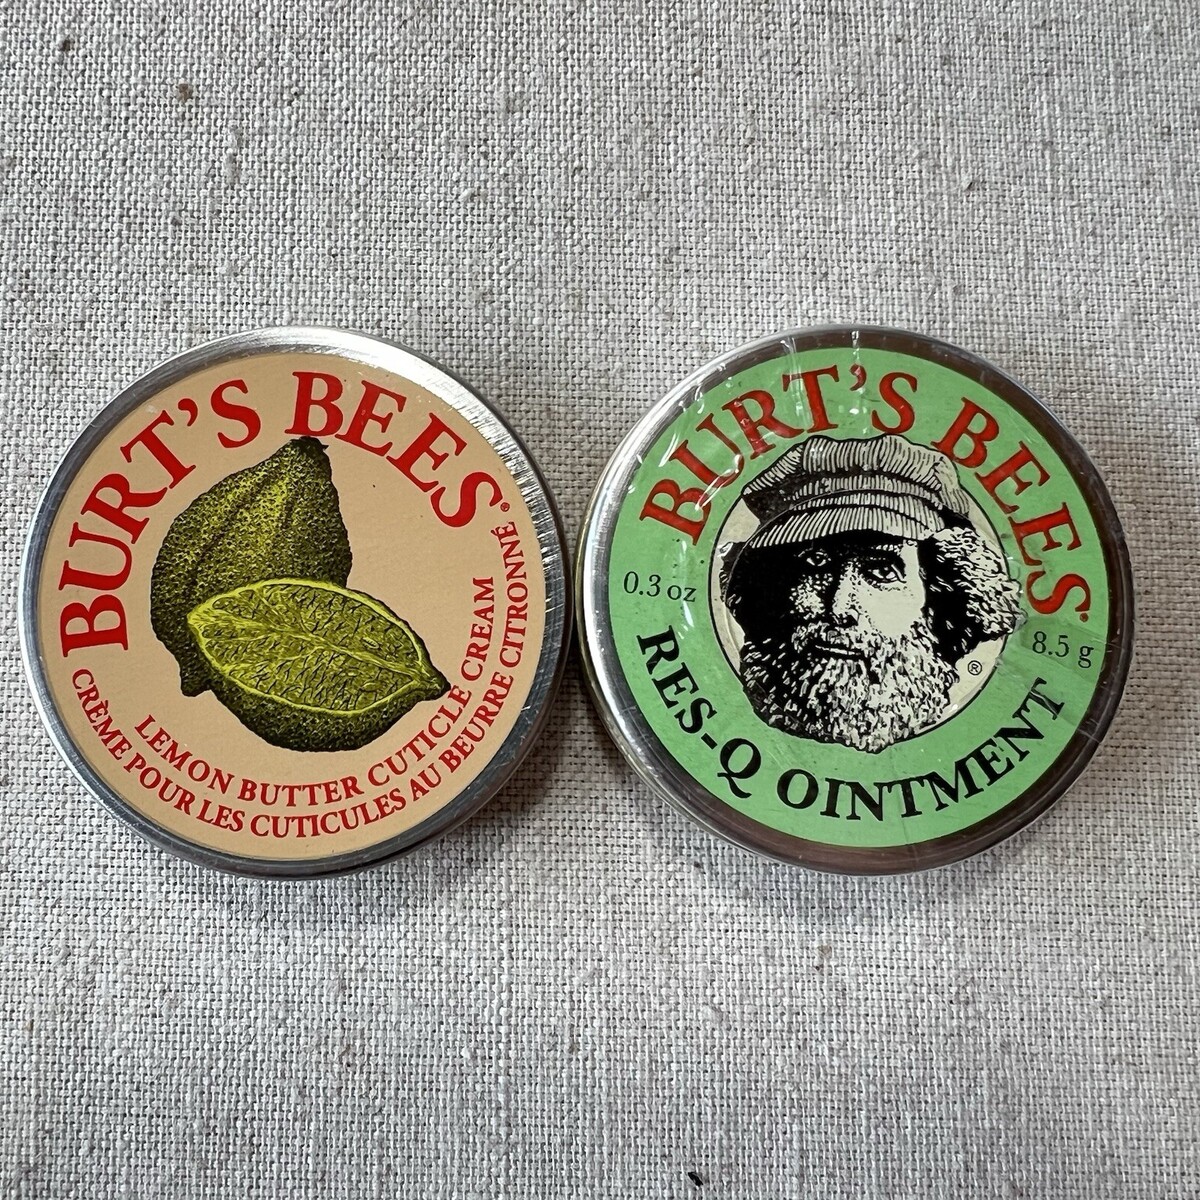 BURT'S BEES®
LEMON BUTTER CUTICLE CREAM
CRÈME POUR LES CUTICULES AU BEURRE CITRONNÉ
BURT'S BEES®
0.3 oz
8.5 g
®
RES-Q OINTMENT